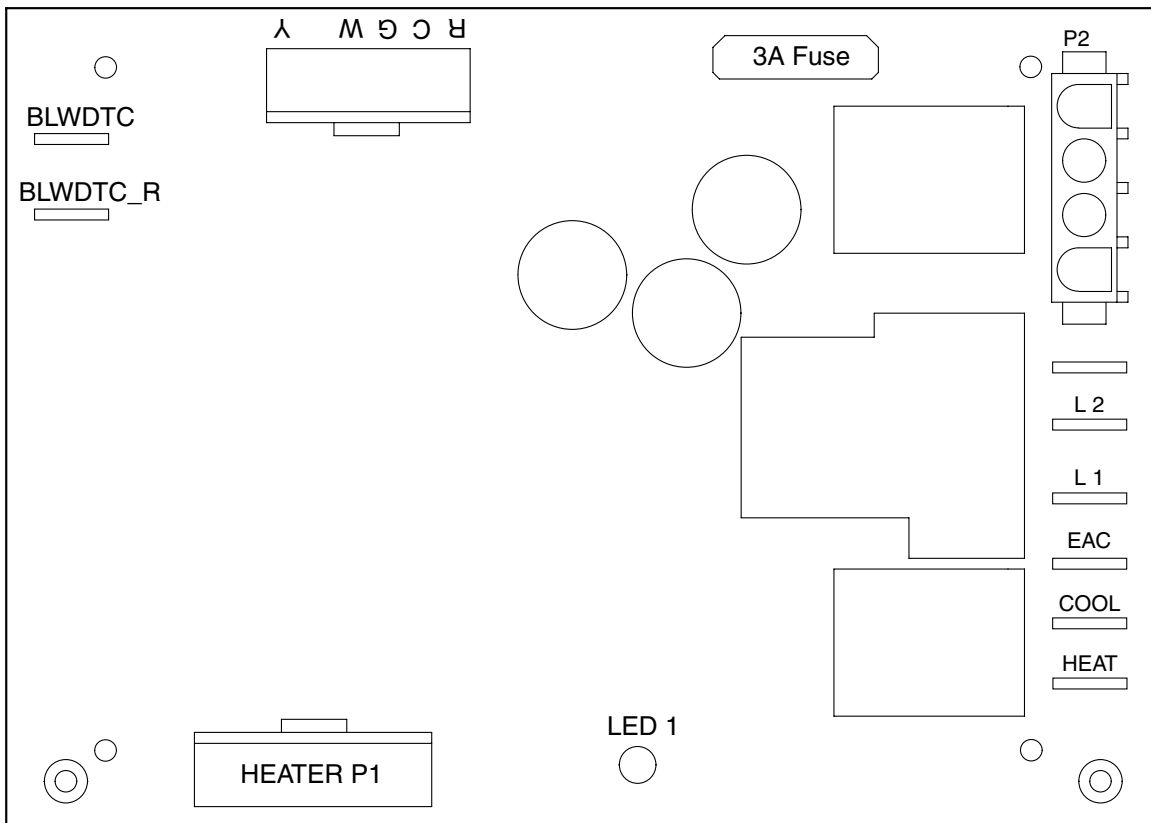 R C G W Y
3A Fuse
P2
BLWDTC
BLWDTC_R
L 2
L 1
EAC
COOL
HEAT
LED 1
HEATER P1